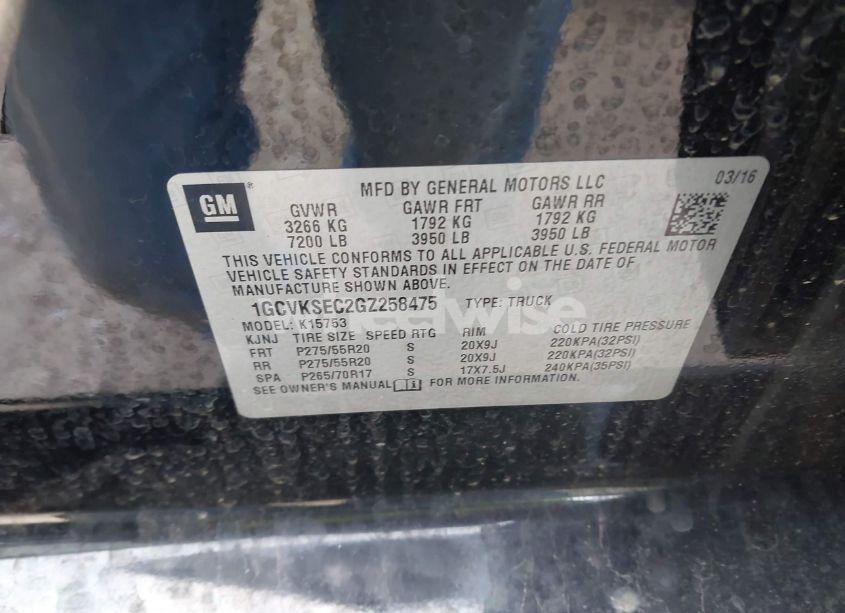 GM
MFD BY GENERAL MOTORS LLC 03/16
GVWR GAWR FRT GAWR RR
3266 KG 1792 KG 1792 KG
7200 LB 3950 LB 3950 LB
THIS VEHICLE CONFORMS TO ALL APPLICABLE U.S. FEDERAL MOTOR
VEHICLE SAFETY STANDARDS IN EFFECT ON THE DATE OF
MANUFACTURE SHOWN ABOVE.
1GCVKSEC2GZ258475 TYPE: TRUCK
MODEL: K15753
KJNJ TIRE SIZE SPEED RTG RIM COLD TIRE PRESSURE
FRT P275/55R20 S 20X9J 220KPA(32PSI)
RR P275/55R20 S 20X9J 220KPA(32PSI)
SPA P265/70R17 S 17X7.5J 240KPA(35PSI)
SEE OWNER'S MANUAL FOR MORE INFORMATION.